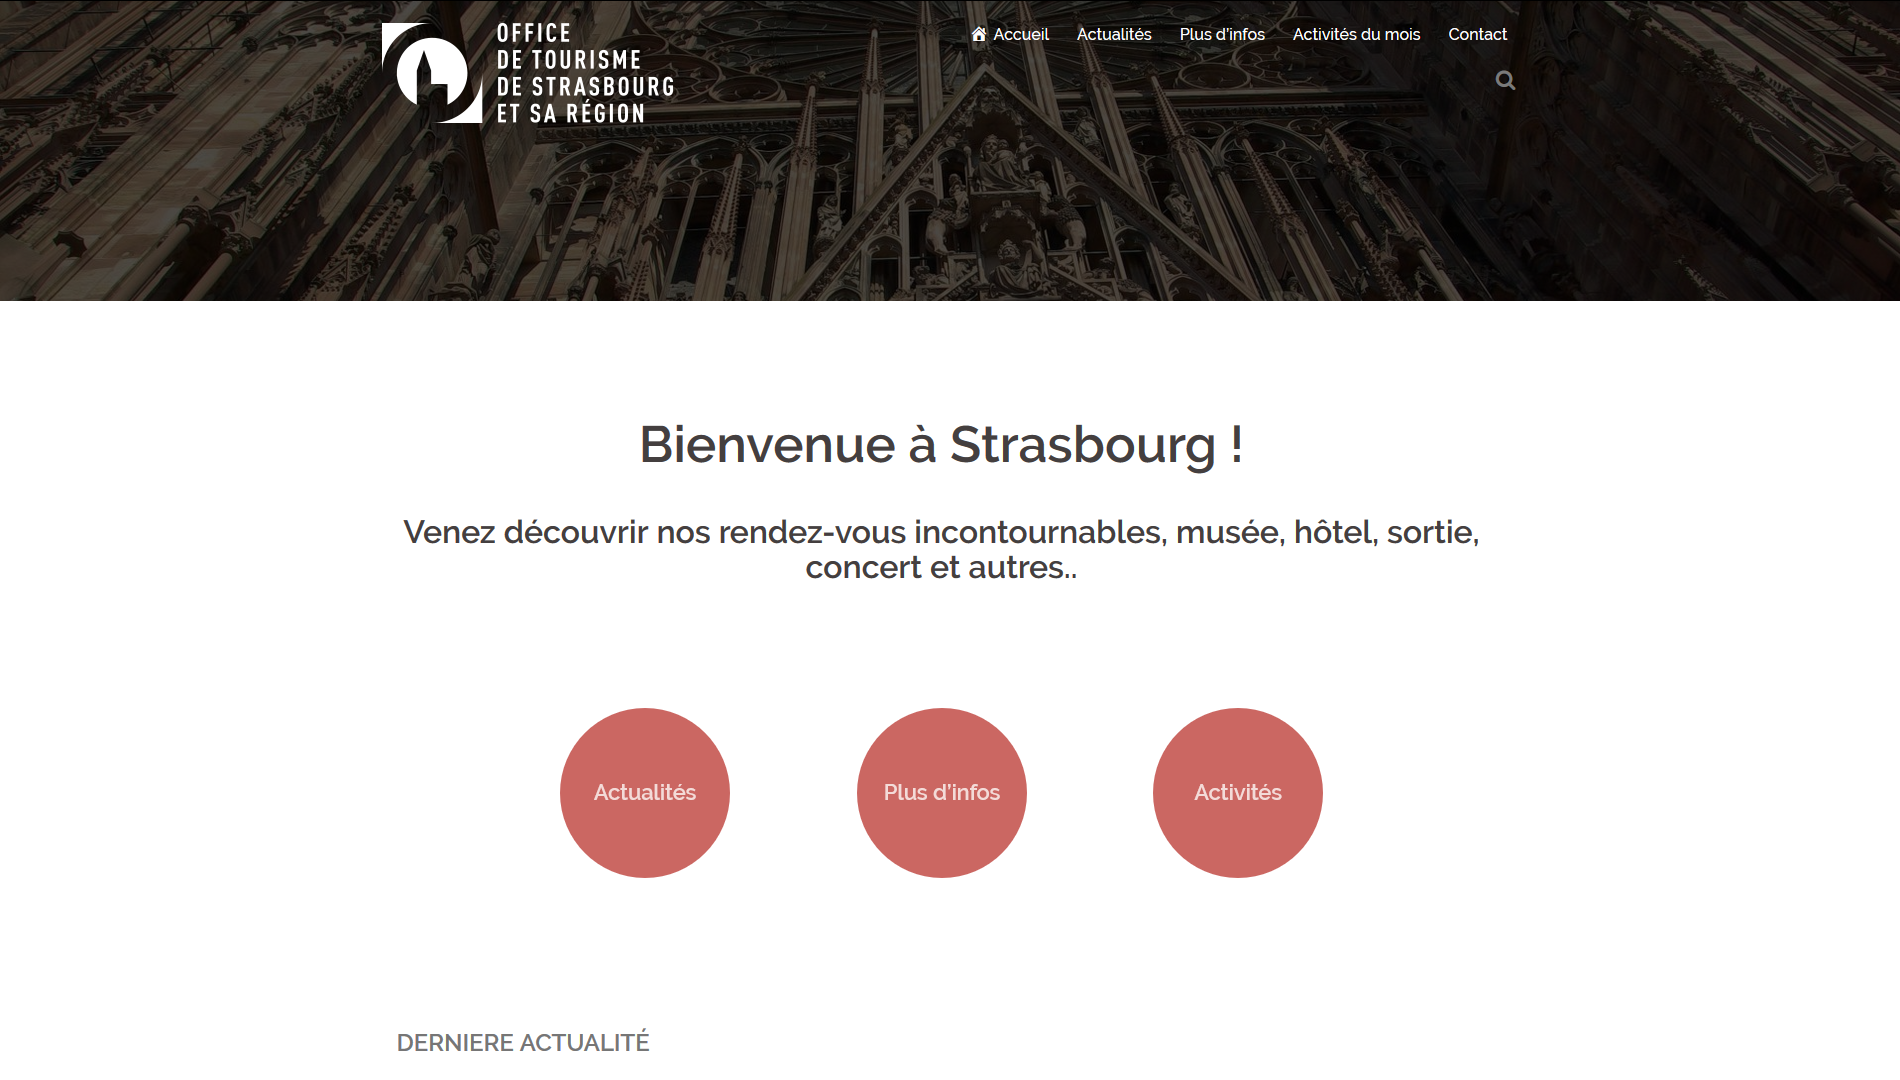 OFFICE
DE TOURISME
DE STRASBOURG
ET SA RÉGION
Accueil Actualités Plus d’infos Activités du mois Contact
Bienvenue à Strasbourg !
Venez découvrir nos rendez-vous incontournables, musée, hôtel, sortie,
concert et autres..
Actualités Plus d’infos Activités
DERNIERE ACTUALITÉ